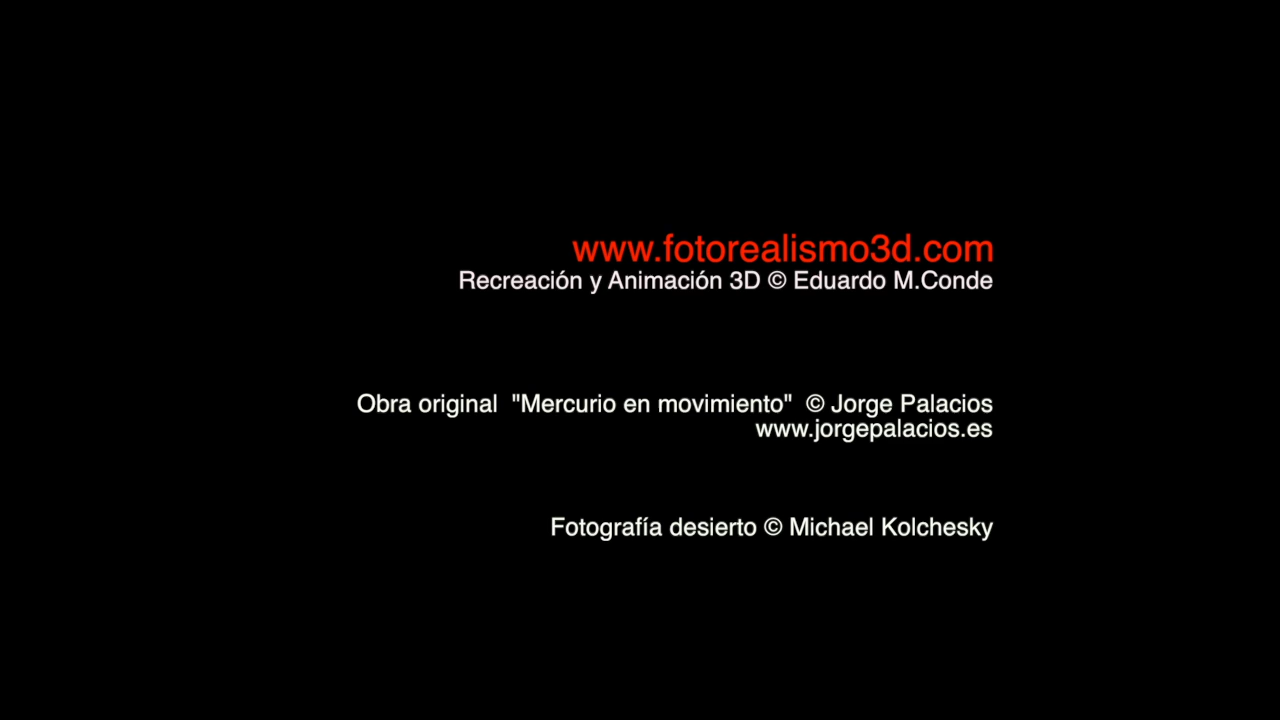 www.fotorealismo3d.com
Recreación y Animación 3D © Eduardo M.Conde
Obra original "Mercurio en movimiento" © Jorge Palacios
www.jorgepalacios.es
Fotografía desierto © Michael Kolchesky